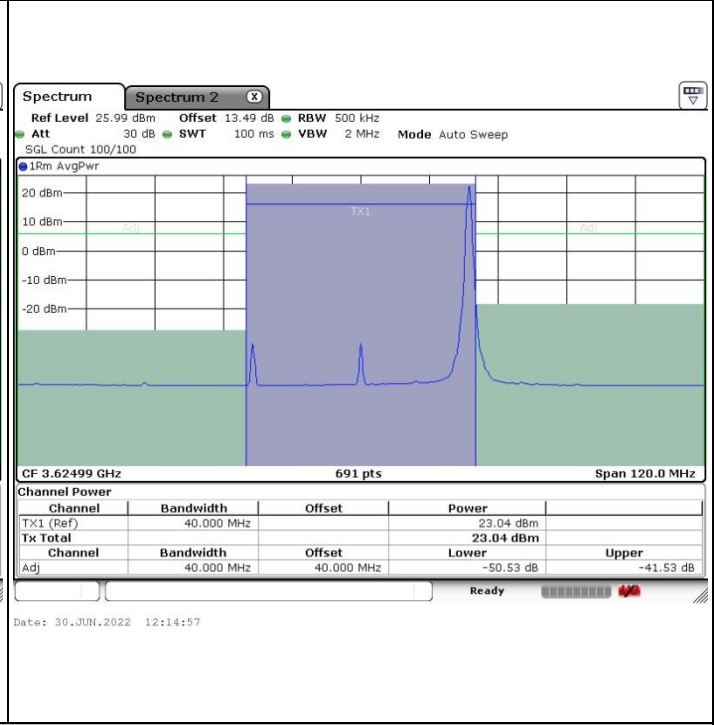 Spectrum Spectrum 2 X
Ref Level 25.99 dBm Offset 13.49 dB RBW 500 kHz
Att 30 dB SWT 100 ms VBW 2 MHz Mode Auto Sweep
SGL Count 100/100
1Rm AvgPwr
20 dBm
TX1
10 dBm
Adj Adj
0 dBm
-10 dBm
-20 dBm
CF 3.62499 GHz 691 pts Span 120.0 MHz
Channel Power
Channel Bandwidth Offset Power
TX1 (Ref) 40.000 MHz 23.04 dBm
Tx Total 23.04 dBm
Channel Bandwidth Offset Lower Upper
Adj 40.000 MHz 40.000 MHz -50.53 dB -41.53 dB
Ready
Date: 30.JUN.2022 12:14:57